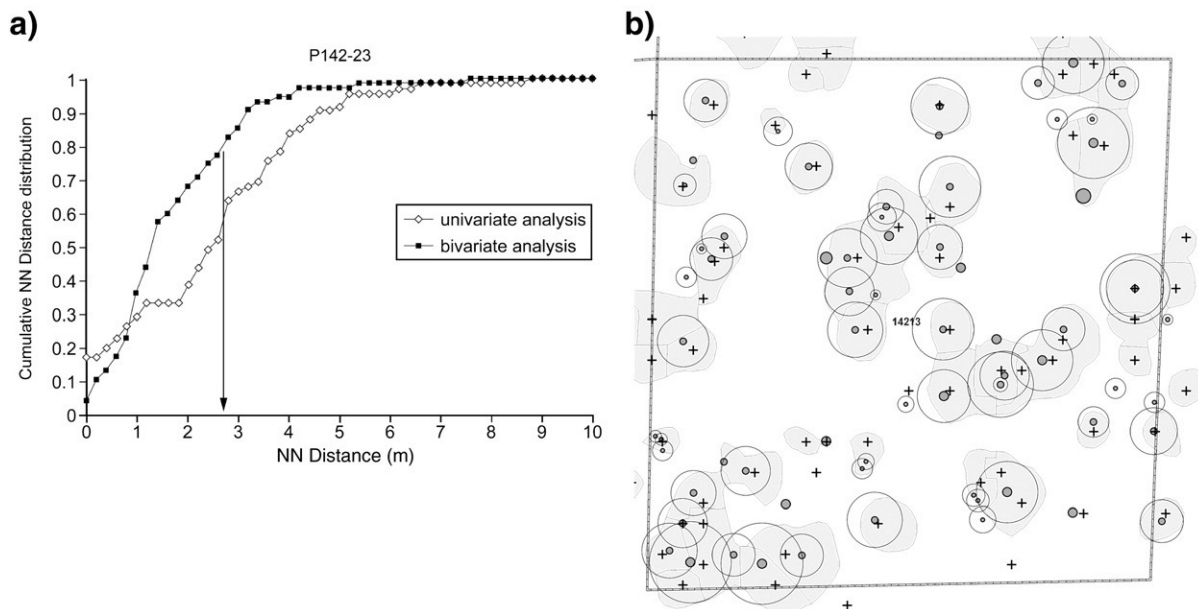 a)
P142-23
1
0.9
0.8
0.7
0.6
0.5
0.4
0.3
0.2
0.1
0
Cumulative NN Distance distribution
0 1 2 3 4 5 6 7 8 9 10
NN Distance (m)
univariate analysis
bivariate analysis
b)
14213